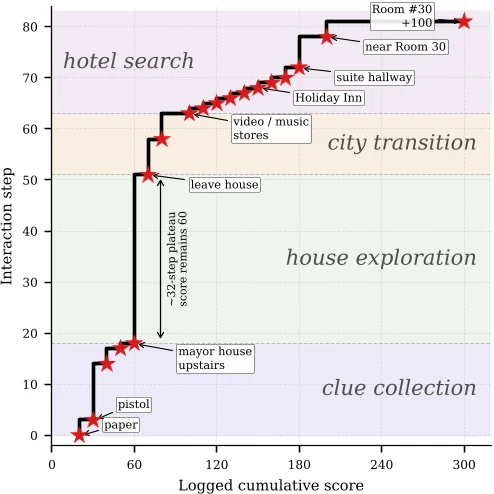 Room #30
+100
near Room 30
hotel search
suite hallway
Holiday Inn
video / music
stores
city transition
leave house
~32-step plateau
score remains 60
house exploration
mayor house
upstairs
clue collection
pistol
paper
Interaction step
80
70
60
50
40
30
20
10
0
0 60 120 180 240 300
Logged cumulative score